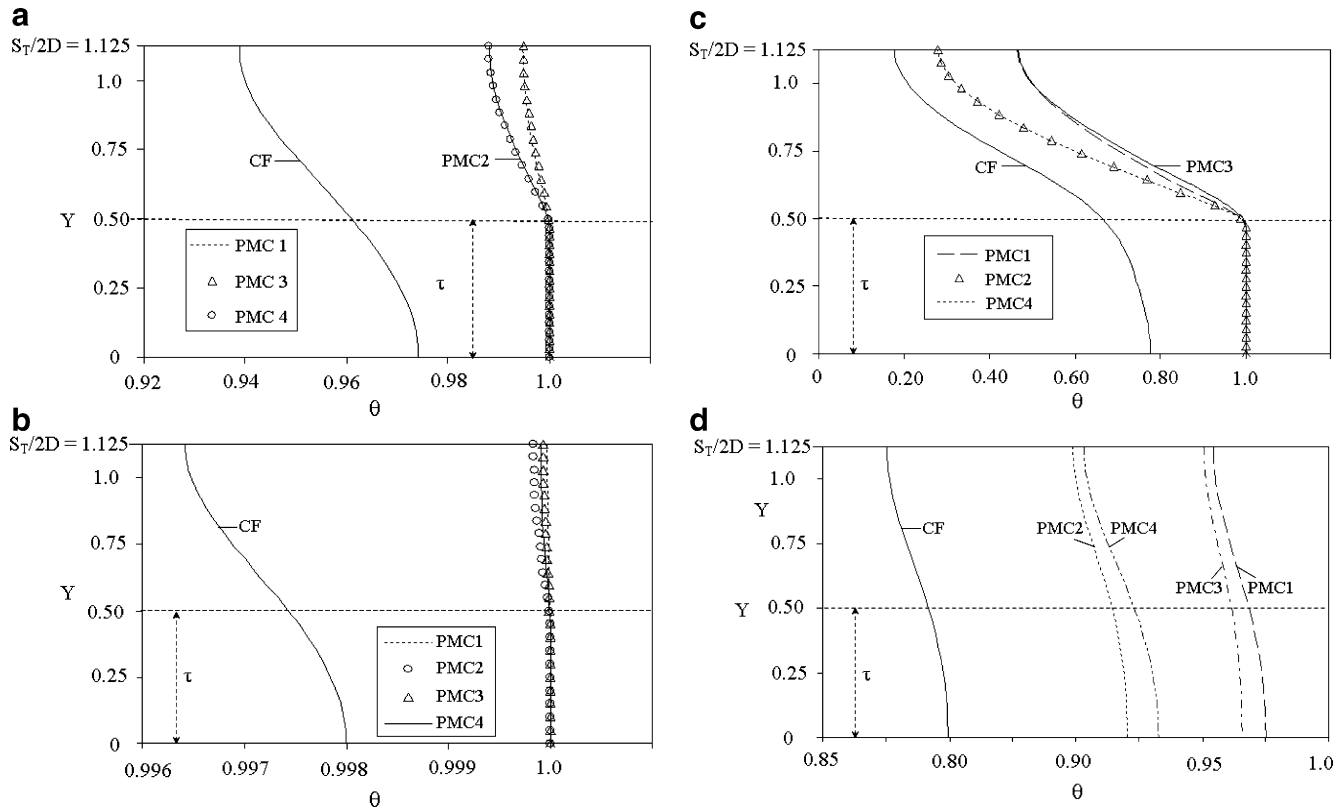 a
S_T/2D = 1.125
1.0
0.75
Y
0.50
0.25
0
CF
PMC2
PMC 1
PMC 3
PMC 4
τ
0.92 0.94 0.96 0.98 1.0
θ
b
S_T/2D = 1.125
1.0
0.75
Y
0.50
0.25
0
CF
PMC1
PMC2
PMC3
PMC4
τ
0.996 0.997 0.998 0.999 1.0
θ
c
S_T/2D = 1.125
1.0
0.75
0.50
0.25
0
CF
PMC3
PMC1
PMC2
PMC4
τ
0 0.20 0.40 0.60 0.80 1.0
θ
d
S_T/2D = 1.125
1.0
Y
0.75
Y
0.50
0.25
0
CF
PMC2 PMC4
PMC3 PMC1
τ
0.85 0.80 0.90 0.95 1.0
θ